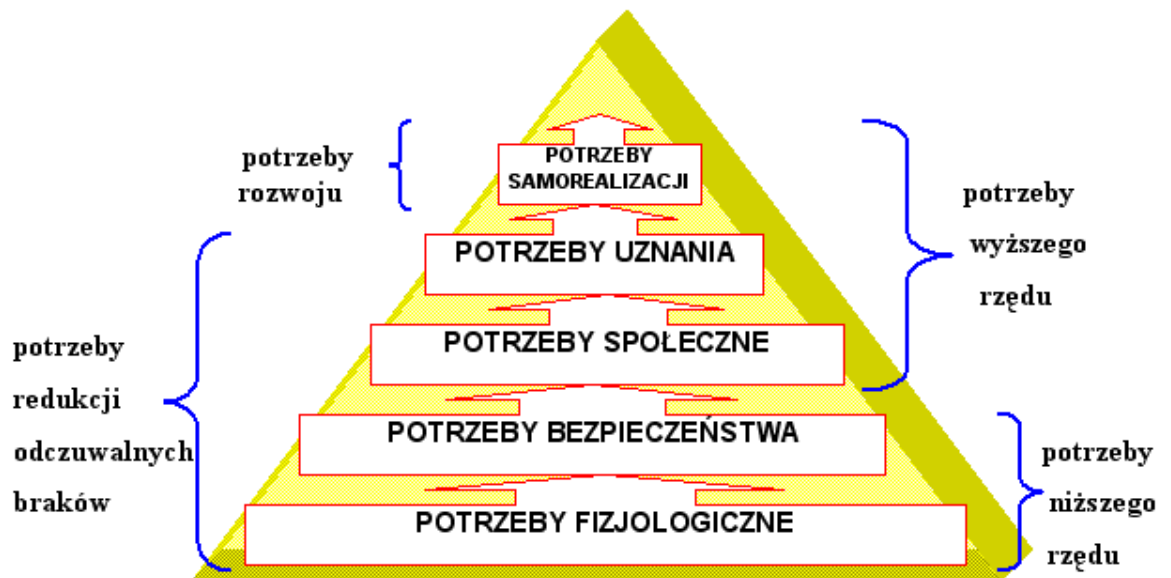 potrzeby
rozwoju
POTRZEBY
SAMOREALIZACJI
POTRZEBY UZNANIA
POTRZEBY SPOŁECZNE
POTRZEBY BEZPIECZEŃSTWA
POTRZEBY FIZJOLOGICZNE
potrzeby
redukcji
odczuwalnych
braków
potrzeby
wyższego
rzędu
potrzeby
niższego
rzędu